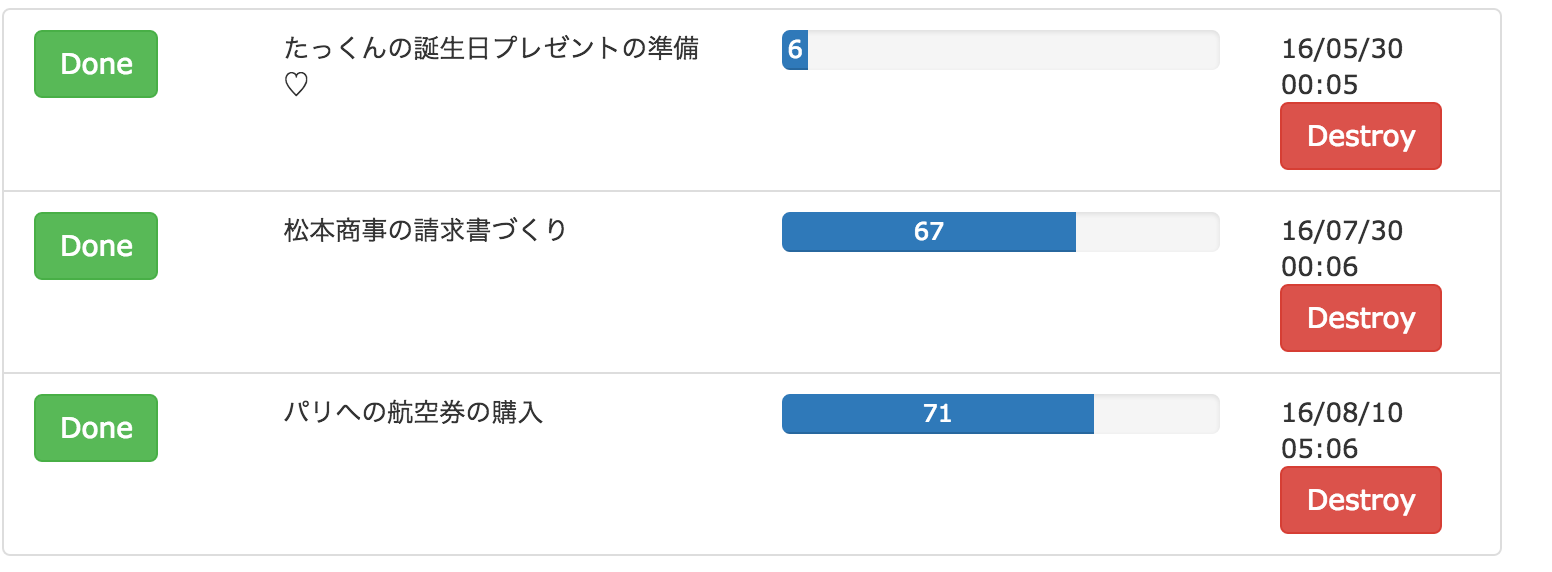 Done
たっくんの誕生日プレゼントの準備
♡
6
16/05/30
00:05
Destroy
Done
松本商事の請求書づくり
67
16/07/30
00:06
Destroy
Done
パリへの航空券の購入
71
16/08/10
05:06
Destroy